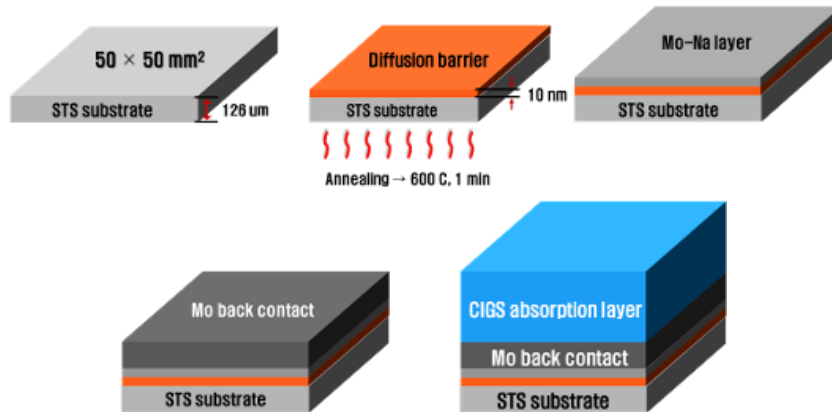 50 × 50 mm²
STS substrate
126 um
Diffusion barrier
STS substrate
10 nm
Annealing → 600 C, 1 min
Mo-Na layer
STS substrate
Mo back contact
STS substrate
CIGS absorption layer
Mo back contact
STS substrate